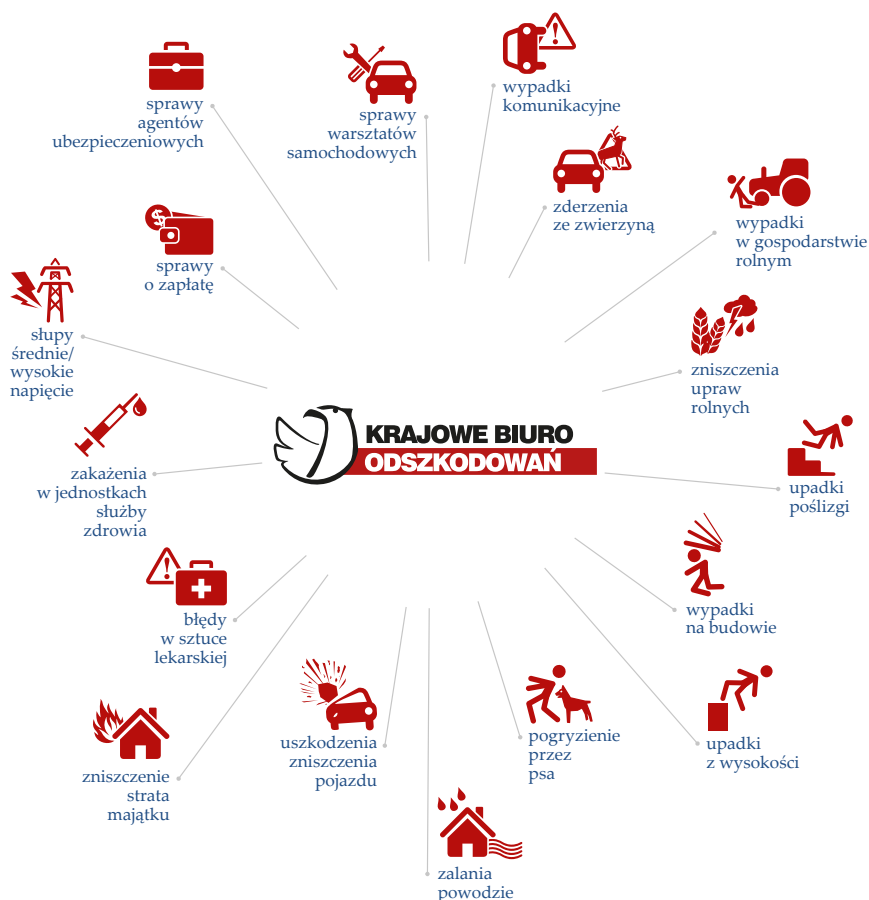 wypadki
komunikacyjne
sprawy
agentów
ubezpieczeniowych
sprawy
warsztatów
samochodowych
zderzenia
ze zwierzyną
wypadki
w gospodarstwie
rolnym
$
sprawy
o zapłatę
słupy
średnie/
wysokie
napięcie
zniszczenia
upraw
rolnych
KRAJOWE BIURO
ODSZKODOWAŃ
zakażenia
w jednostkach
służby
zdrowia
upadki
poślizgi
błędy
w sztuce
lekarskiej
wypadki
na budowie
zniszczenie
strata
majątku
uszkodzenia
zniszczenia
pojazdu
pogryzienie
przez
psa
upadki
z wysokości
zalania
powodzie